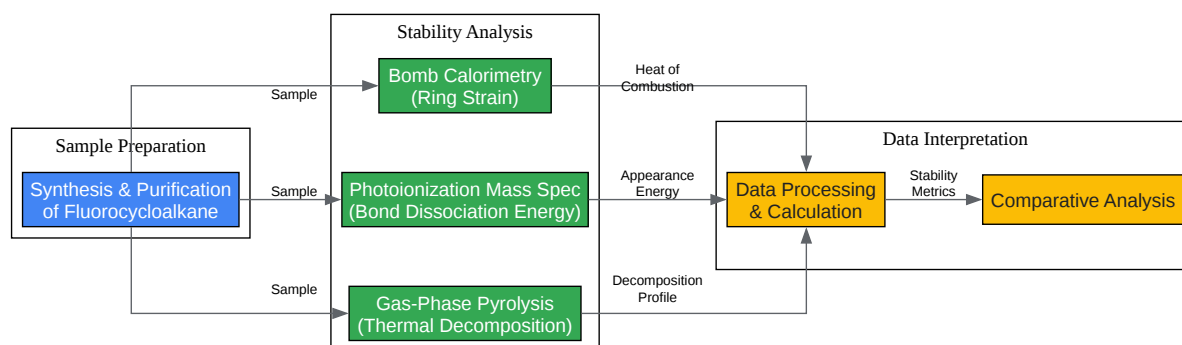 Stability Analysis
Bomb Calorimetry
(Ring Strain)
Heat of
Combustion
Sample
Sample Preparation
Data Interpretation
Synthesis & Purification
of Fluorocycloalkane
Sample
Photoionization Mass Spec
(Bond Dissociation Energy)
Appearance
Energy
Data Processing
& Calculation
Stability
Metrics
Comparative Analysis
Sample
Gas-Phase Pyrolysis
(Thermal Decomposition)
Decomposition
Profile